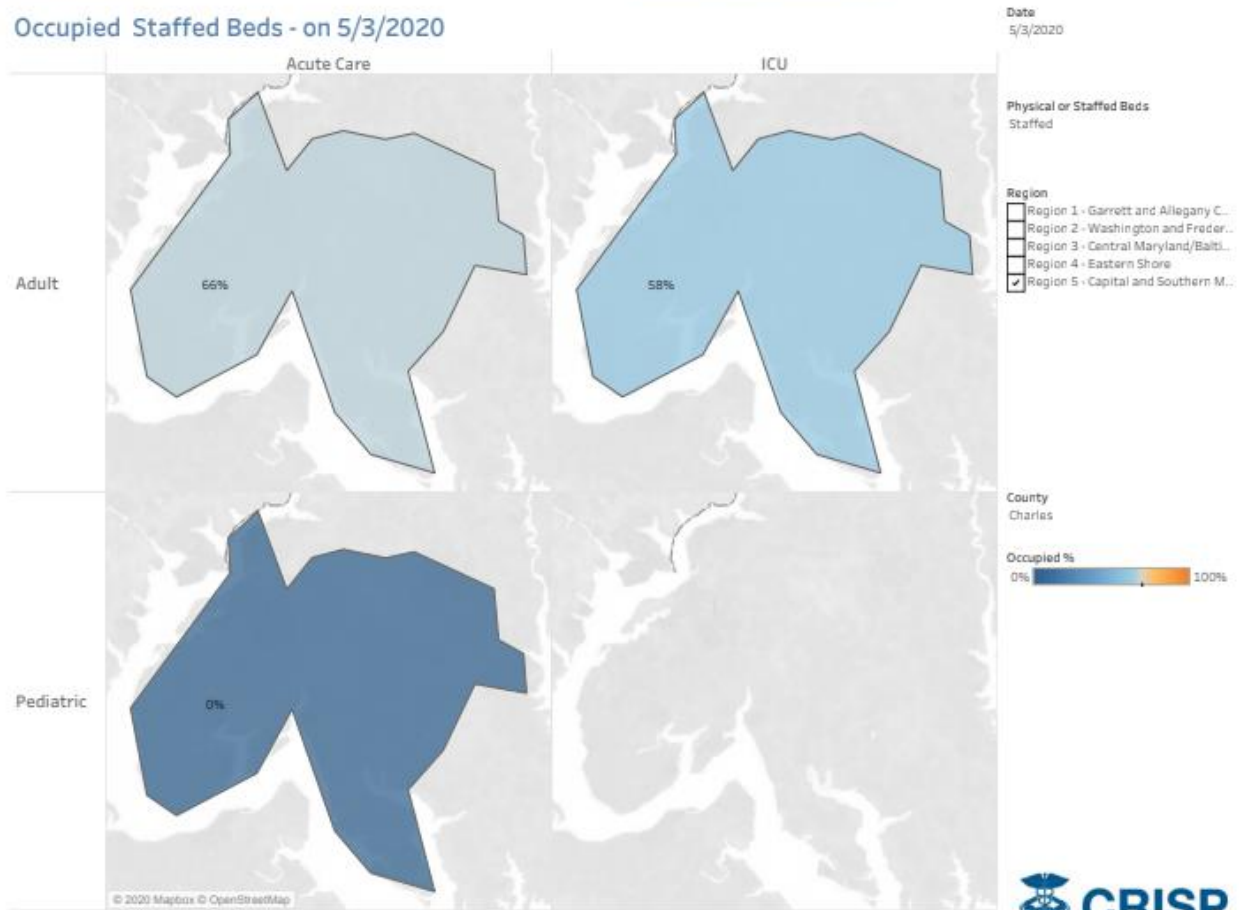 Occupied Staffed Beds - on 5/3/2020
Acute Care
ICU
Adult
66%
58%
Pediatric
0%
© 2020 Mapbox © OpenStreetMap
Date
5/3/2020
Physical or Staffed Beds
Staffed
Region
Region 1 - Garrett and Allegany C...
Region 2 - Washington and Freder...
Region 3 - Central Maryland/Balti...
Region 4 - Eastern Shore
Region 5 - Capital and Southern M...
County
Charles
Occupied %
0% 100%
CRISP